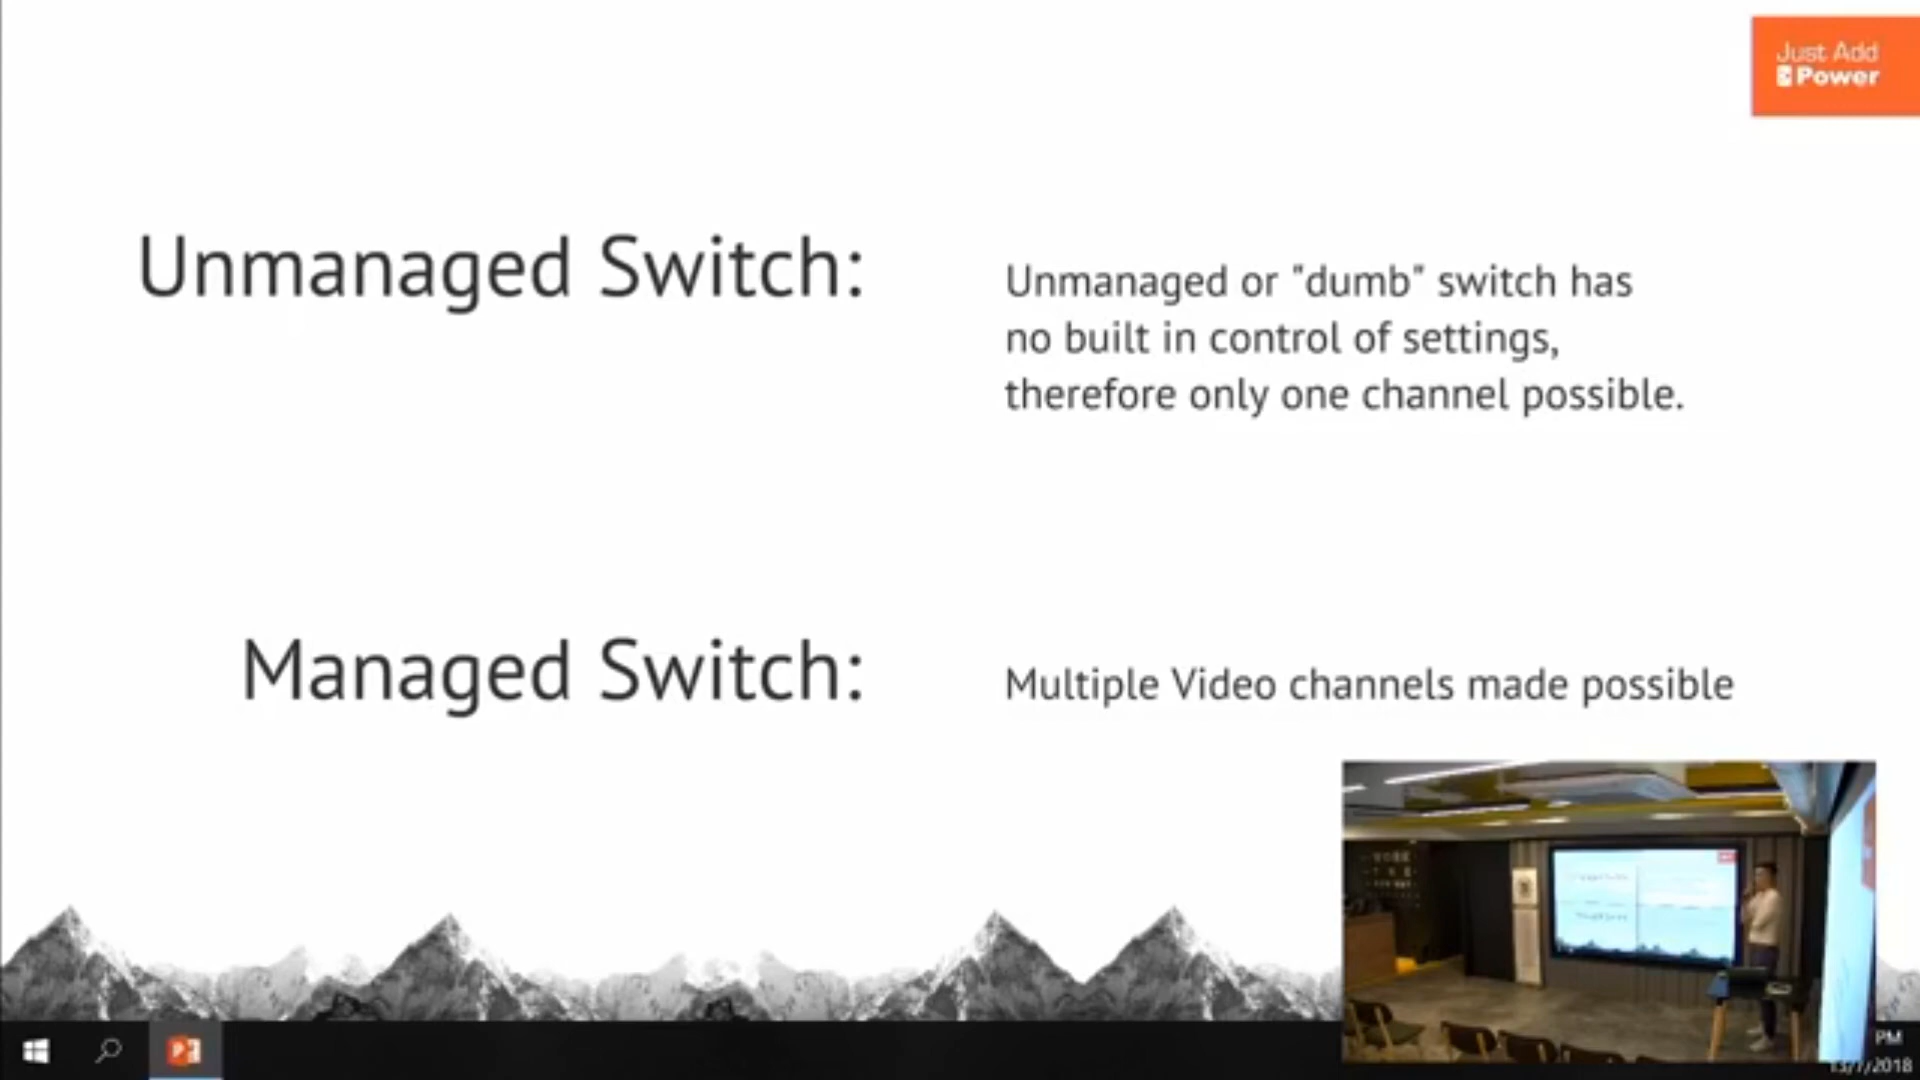 Just Add
Power
Unmanaged Switch:
Unmanaged or "dumb" switch has
no built in control of settings,
therefore only one channel possible.
Managed Switch:
Multiple Video channels made possible
PM
13/7/2018